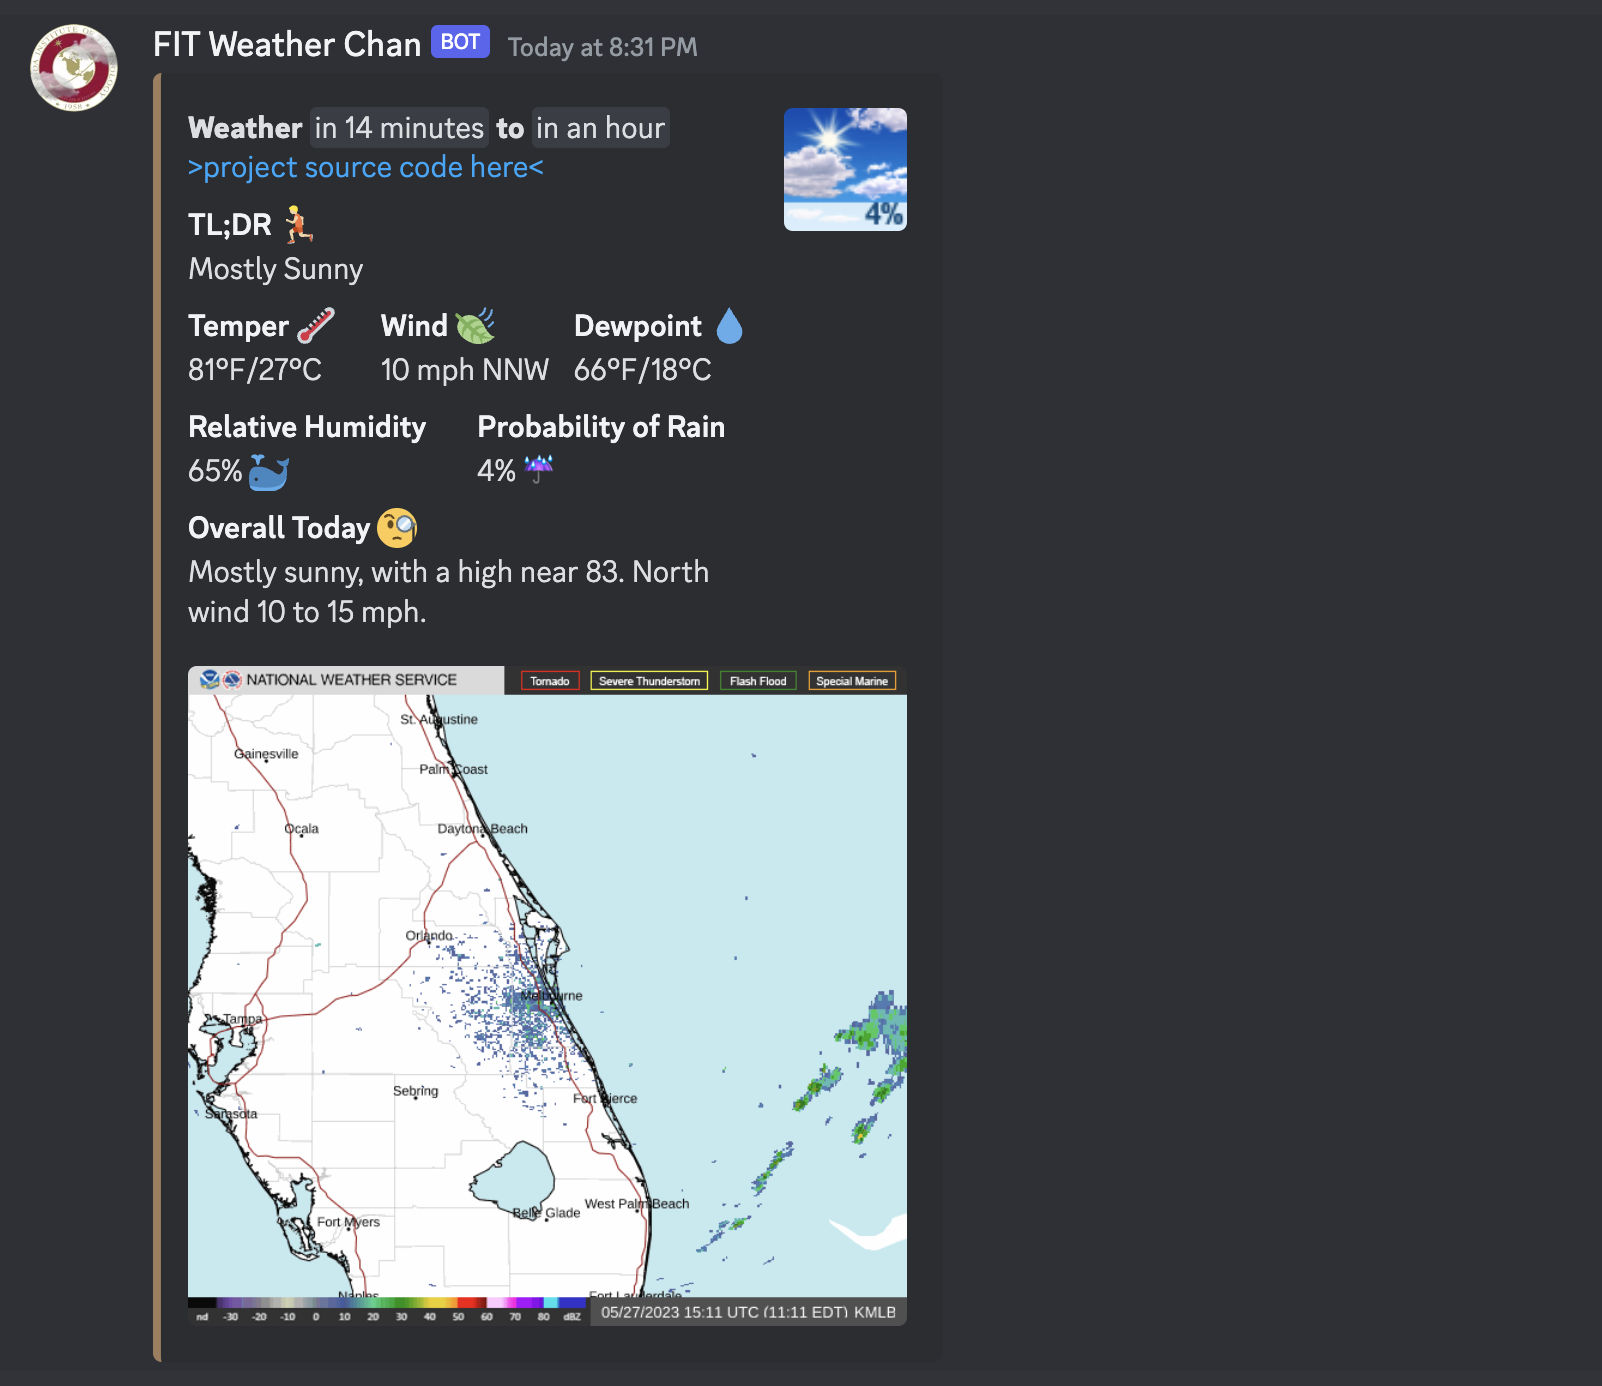 FIT Weather Chan BOT Today at 8:31 PM
Weather in 14 minutes to in an hour
>project source code here<
4%
TL;DR 🏃
Mostly Sunny
Temper 🌡️ Wind 🍃 Dewpoint 💧
81°F/27°C 10 mph NNW 66°F/18°C
Relative Humidity Probability of Rain
65% 🐳 4% ☔
Overall Today 🧐
Mostly sunny, with a high near 83. North
wind 10 to 15 mph.
NATIONAL WEATHER SERVICE Tornado Severe Thunderstorm Flash Flood Special Marine
St. Augustine
Gainesville
Palm Coast
Ocala
Daytona Beach
Orlando
Melbourne
Tampa
Sebring
Fort Pierce
Sarasota
West Palm Beach
Belle Glade
Fort Myers
Naples
Fort Lauderdale
nd -30 -20 -10 0 10 20 30 40 50 60 70 80 dBZ
05/27/2023 15:11 UTC (11:11 EDT) KMLB